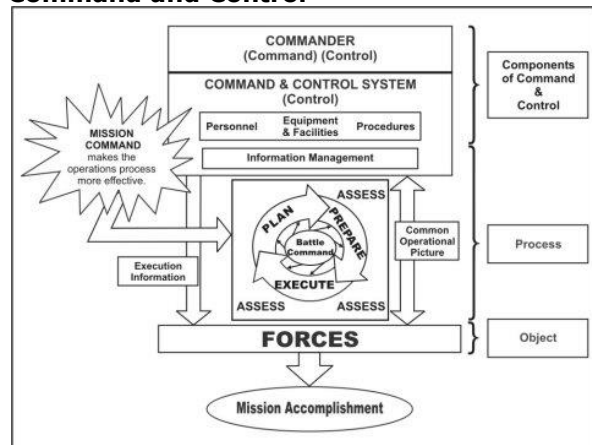 Command and Control
COMMANDER
(Command) (Control)
COMMAND & CONTROL SYSTEM
(Control)
Personnel
Equipment
& Facilities
Procedures
Information Management
Components
of Command
&
Control
MISSION
COMMAND
makes the
operations process
more effective.
ASSESS
PLAN
PREPARE
Battle
Command
EXECUTE
ASSESS
ASSESS
Execution
Information
Common
Operational
Picture
Process
FORCES
Object
Mission Accomplishment